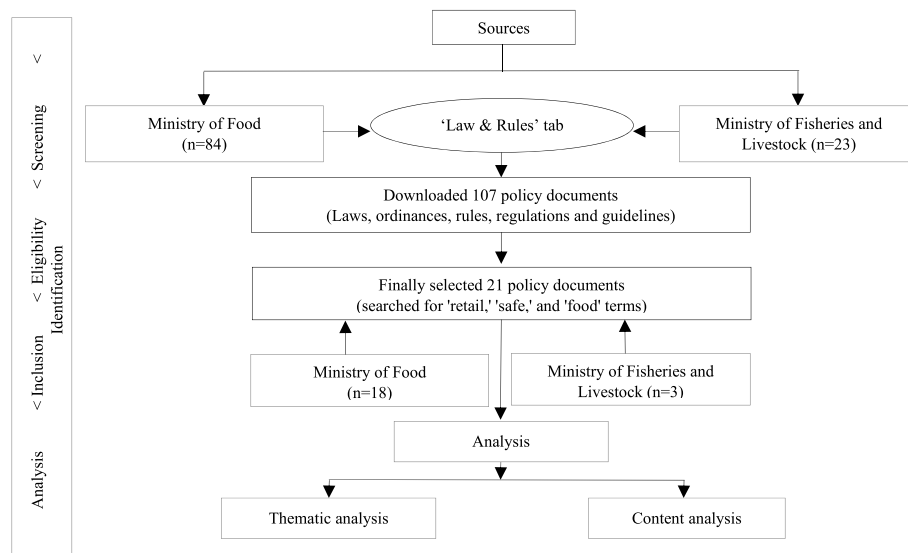 Sources
Ministry of Food
(n=84)
‘Law & Rules’ tab
Ministry of Fisheries and
Livestock (n=23)
Downloaded 107 policy documents
(Laws, ordinances, rules, regulations and guidelines)
Finally selected 21 policy documents
(searched for 'retail,' 'safe,' and 'food' terms)
Ministry of Food
(n=18)
Ministry of Fisheries and
Livestock (n=3)
Analysis
Thematic analysis
Content analysis
Analysis < Inclusion < Eligibility < Screening <
Identification